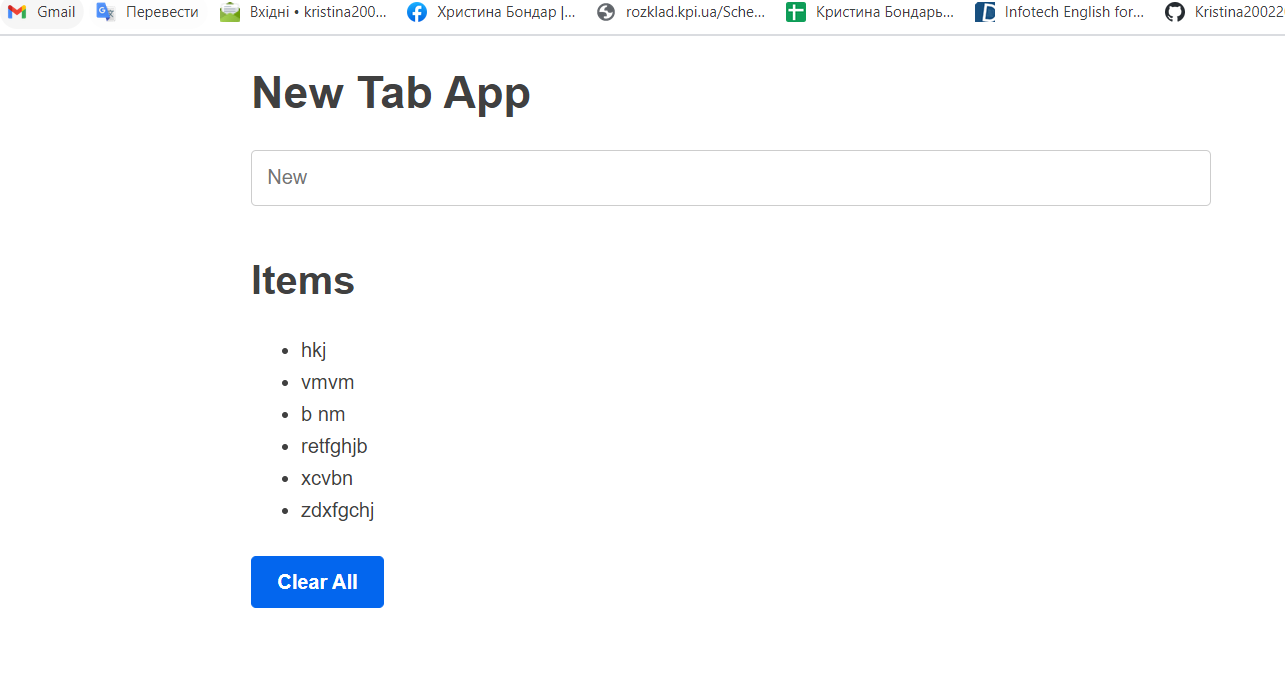 Gmail Перевести Вхідні • kristina200... Христина Бондар |... rozklad.kpi.ua/Sche... Кристина Бондарь... Infotech English for... Kristina20022
New Tab App
New
Items
hkj
vmvm
b nm
retfghjb
xcvbn
zdxfgchj
Clear All